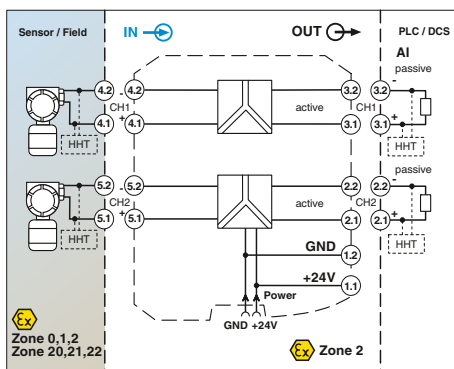 Sensor / Field IN OUT PLC / DCS
AI
passive
4.2 - 4.2 3.2 3.2 -
CH1 CH1
4.1 + 4.1 active 3.1 3.1 +
HHT HHT
passive
5.2 - 5.2 2.2 2.2 -
CH2 CH2
5.1 + 5.1 active 2.1 2.1 +
HHT HHT
GND 1.2
+24V 1.1
Power
GND +24V
Ex
Zone 0,1,2
Zone 20,21,22
Ex Zone 2